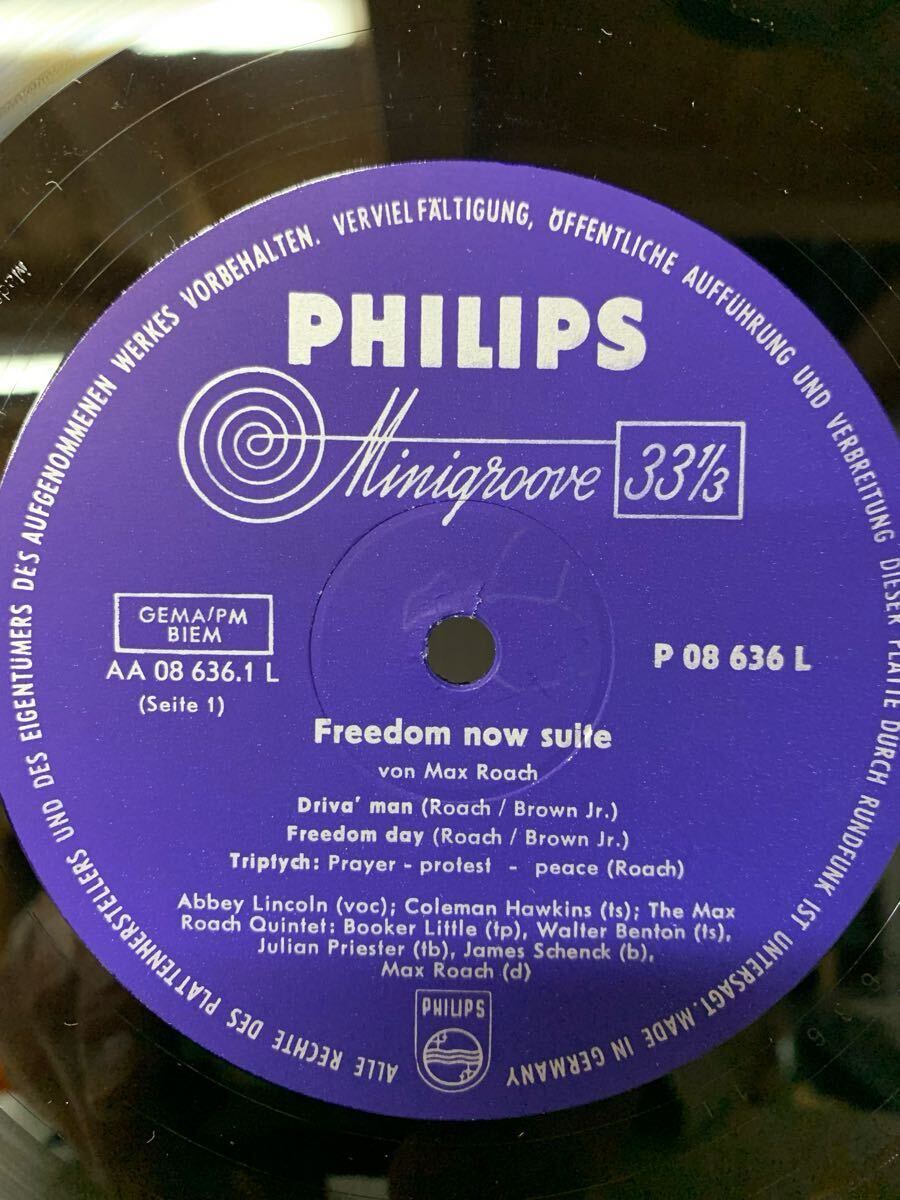 ALLE RECHTE DES PLATTENHERSTELLERS UND DES EIGENTÜMERS DES AUFGENOMMENEN WERKES VORBEHALTEN. VERVIELFÄLTIGUNG, ÖFFENTLICHE AUFFÜHRUNG UND VERBREITUNG DIESER PLATTE DURCH RUNDFUNK IST UNTERSAGT. MADE IN GERMANY
PHILIPS
Minigroove 33 1/3
GEMA/PM
BIEM
AA 08 636.1 L
(Seite 1)
P 08 636 L
Freedom now suite
von Max Roach
Driva' man (Roach / Brown Jr.)
Freedom day (Roach / Brown Jr.)
Triptych: Prayer - protest - peace (Roach)
Abbey Lincoln (voc); Coleman Hawkins (ts); The Max
Roach Quintet: Booker Little (tp), Walter Benton (ts),
Julian Priester (tb), James Schenck (b),
Max Roach (d)
PHILIPS